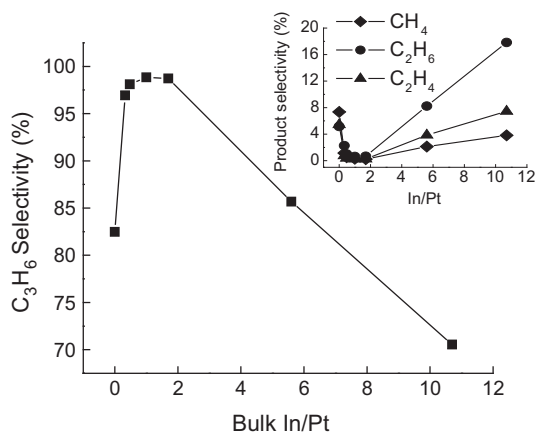 C3H6 Selectivity (%)
100
95
90
85
80
75
70
0 2 4 6 8 10 12
Bulk In/Pt
Product selectivity (%)
20
16
12
8
4
0
0 2 4 6 8 10 12
In/Pt
CH4
C2H6
C2H4